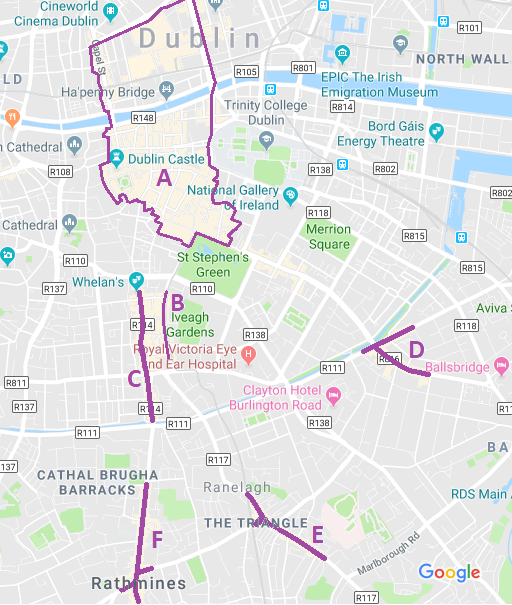 Cineworld
Cinema Dublin
R101
Capel St
Dublin
NORTH WALL
LD
R105
R801
EPIC The Irish
Emigration Museum
Ha'penny Bridge
R814
Trinity College
Dublin
R148
Bord Gáis
Energy Theatre
n Cathedral
Dublin Castle
R138
R802
R108
A
National Gallery
of Ireland
R118
R802
Cathedral
Merrion
Square
R815
St Stephen's
Green
R110
R815
Whelan's
R110
R137
R137
B
Aviva S
Iveagh
Gardens
R114
R118
R138
D
Royal Victoria Eye
and Ear Hospital
R816
Ballsbridge
R111
R811
C
Clayton Hotel
Burlington Road
R114
R111
R111
R138
BA
R117
R137
CATHAL BRUGHA
BARRACKS
Ranelagh
RDS Main A
THE TRIANGLE
E
F
Marlborough Rd
Google
Rathmines
R117